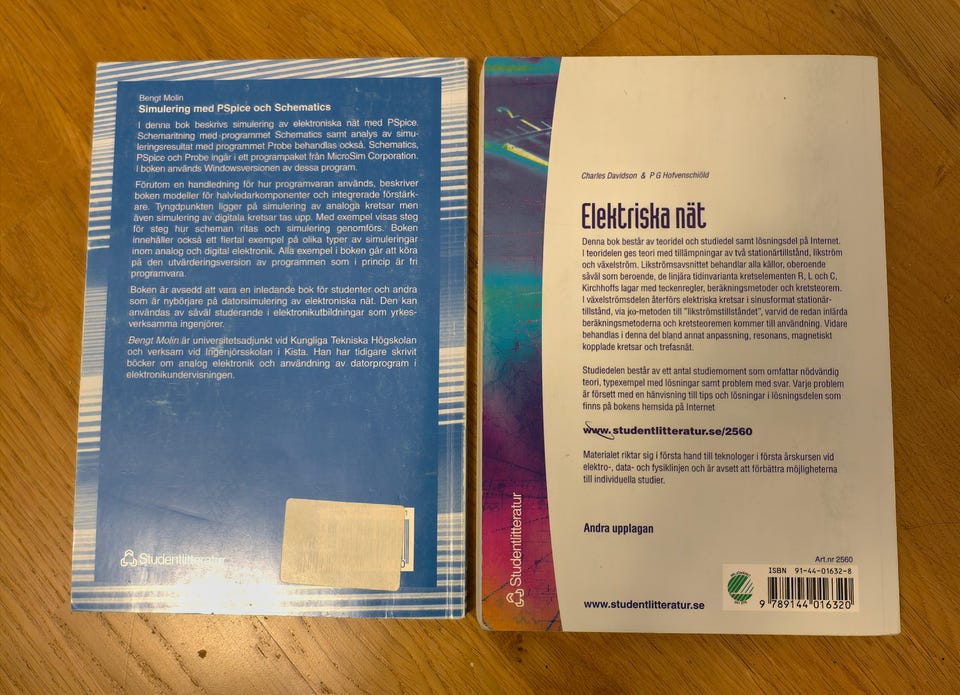 Bengt Molin
Simulering med PSpice och Schematics
I denna bok beskrivs simulering av elektroniska nät med PSpice.
Schemaritning med programmet Schematics samt analys av simu-
leringsresultat med programmet Probe behandlas också. Schematics,
PSpice och Probe ingår i ett programpaket från MicroSim Corporation.
I boken används Windowsversionen av dessa program.
Förutom en handledning för hur programvaran används, beskriver
boken modeller för halvledarkomponenter och integrerade förstärk-
are. Tyngdpunkten ligger på simulering av analoga kretsar men
även simulering av digitala kretsar tas upp. Med exempel visas steg
för steg hur scheman ritas och simulering genomförs. Boken
innehåller också ett flertal exempel på olika typer av simuleringar
inom analog och digital elektronik. Alla exempel i boken går att köra
på den utvärderingsversion av programmen som i princip är fri
programvara.
Boken är avsedd att vara en inledande bok för studenter och andra
som är nybörjare på datorsimulering av elektroniska nät. Den kan
användas av såväl studerande i elektronikutbildningar som yrkes-
verksamma ingenjörer.
Bengt Molin är universitetsadjunkt vid Kungliga Tekniska Högskolan
och verksam vid Ingenjörsskolan i Kista. Han har tidigare skrivit
böcker om analog elektronik och användning av datorprogram i
elektronikundervisningen.
Studentlitteratur
Charles Davidson & P G Hofvenschiöld
Elektriska nät
Denna bok består av teoridel och studiedel samt lösningsdel på Internet.
I teoridelen ges teori med tillämpningar av två stationärtillstånd, likström
och växelström. Likströmsavsnittet behandlar alla källor, oberoende
såväl som beroende, de linjära tidinvarianta kretselementen R, L och C,
Kirchhoffs lagar med teckenregler, beräkningsmetoder och kretsteorem.
I växelströmsdelen återförs elektriska kretsar i sinusformat stationär-
tillstånd, via jω-metoden till "likströmstillståndet", varvid de redan inlärda
beräkningsmetoderna och kretsteoremen kommer till användning. Vidare
behandlas i denna del bland annat anpassning, resonans, magnetiskt
kopplade kretsar och trefasnät.
Studiedelen består av ett antal studiemoment som omfattar nödvändig
teori, typexempel med lösningar samt problem med svar. Varje problem
är försett med en hänvisning till tips och lösningar i lösningsdelen som
finns på bokens hemsida på Internet
www.studentlitteratur.se/2560
Materialet riktar sig i första hand till teknologer i första årskursen vid
elektro-, data- och fysiklinjen och är avsett att förbättra möjligheterna
till individuella studier.
Andra upplagan
Studentlitteratur
www.studentlitteratur.se
Art.nr 2560
ISBN 91-44-01632-8
9 789144 016320